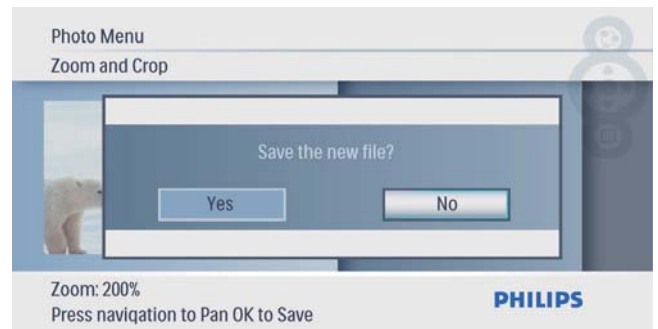 Photo Menu
Zoom and Crop
Save the new file?
Yes No
Zoom: 200%
Press navigation to Pan OK to Save
PHILIPS